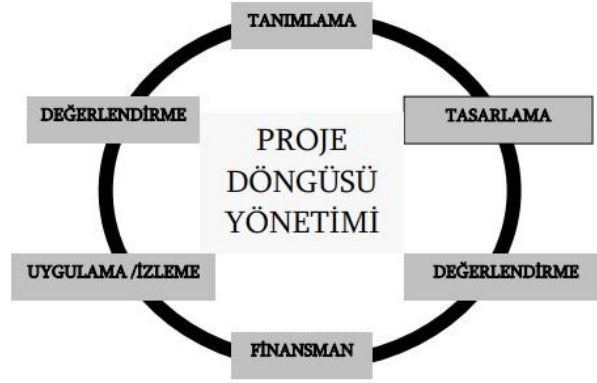 TANIMLAMA
DEĞERLENDİRME
TASARLAMA
PROJE
DÖNGÜSÜ
YÖNETİMİ
UYGULAMA /İZLEME
DEĞERLENDİRME
FİNANSMAN